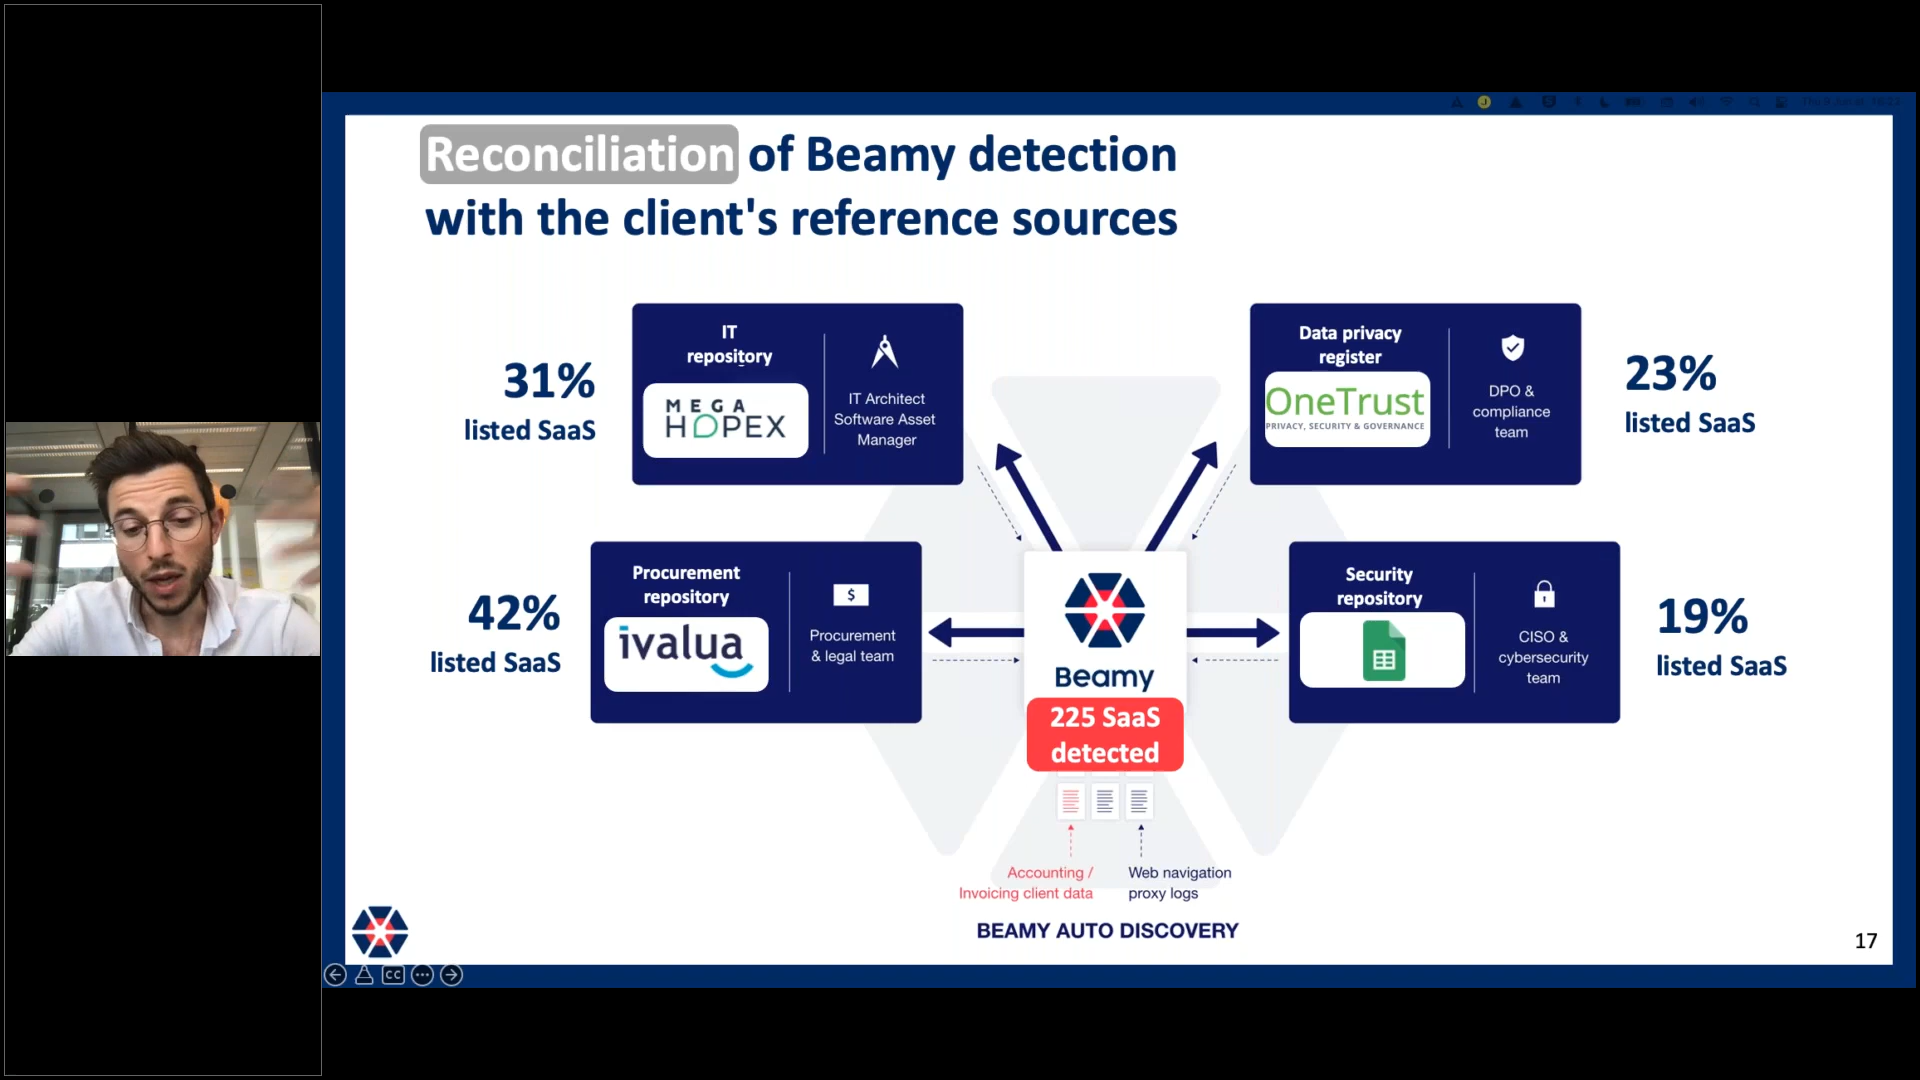 Reconciliation of Beamy detection
with the client's reference sources
31%
listed SaaS
IT
repository
MEGA
HOPEX
IT Architect
Software Asset
Manager
Data privacy
register
OneTrust
PRIVACY, SECURITY & GOVERNANCE
DPO &
compliance
team
23%
listed SaaS
42%
listed SaaS
Procurement
repository
ivalua
$
Procurement
& legal team
Beamy
225 SaaS
detected
Security
repository
CISO &
cybersecurity
team
19%
listed SaaS
Accounting /
Invoicing client data
Web navigation
proxy logs
BEAMY AUTO DISCOVERY
17
CC